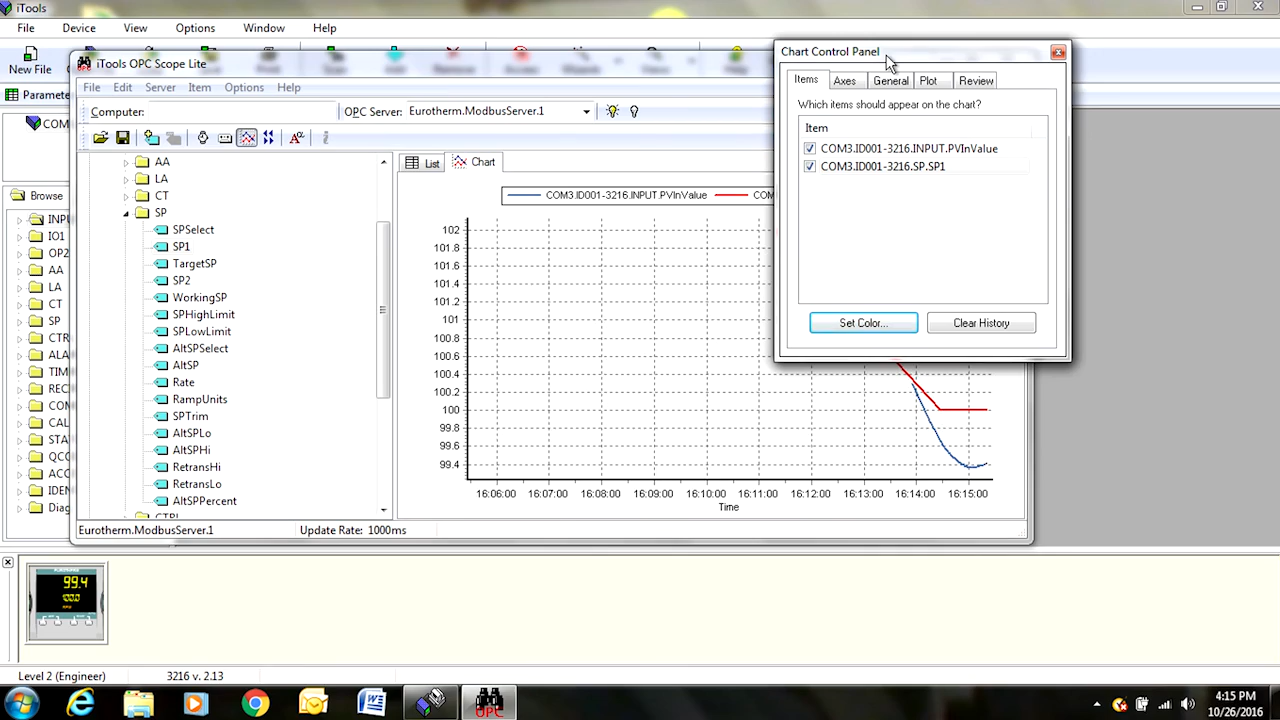 iTools
File Device View Options Window Help
New File
Parameter
COM
Browse
INPU
IO1
OP2
AA
LA
CT
SP
CTR
ALA
TIM
REC
CON
CAL
STA
QCC
ACC
IDEN
Diag
iTools OPC Scope Lite
File Edit Server Item Options Help
Computer: OPC Server: Eurotherm.ModbusServer.1
AA
LA
CT
SP
SPSelect
SP1
TargetSP
SP2
WorkingSP
SPHighLimit
SPLowLimit
AltSPSelect
AltSP
Rate
RampUnits
SPTrim
AltSPLo
AltSPHi
RetransHi
RetransLo
AltSPPercent
List Chart
COM3.ID001-3216.INPUT.PVInValue COM
102
101.8
101.6
101.4
101.2
101
100.8
100.6
100.4
100.2
100
99.8
99.6
99.4
16:06:00 16:07:00 16:08:00 16:09:00 16:10:00 16:11:00 16:12:00 16:13:00 16:14:00 16:15:00
Time
Eurotherm.ModbusServer.1 Update Rate: 1000ms
Chart Control Panel
Items Axes General Plot Review
Which items should appear on the chart?
Item
COM3.ID001-3216.INPUT.PVInValue
COM3.ID001-3216.SP.SP1
Set Color... Clear History
99.4
100.0
Level 2 (Engineer) 3216 v. 2.13
OPC
4:15 PM
10/26/2016